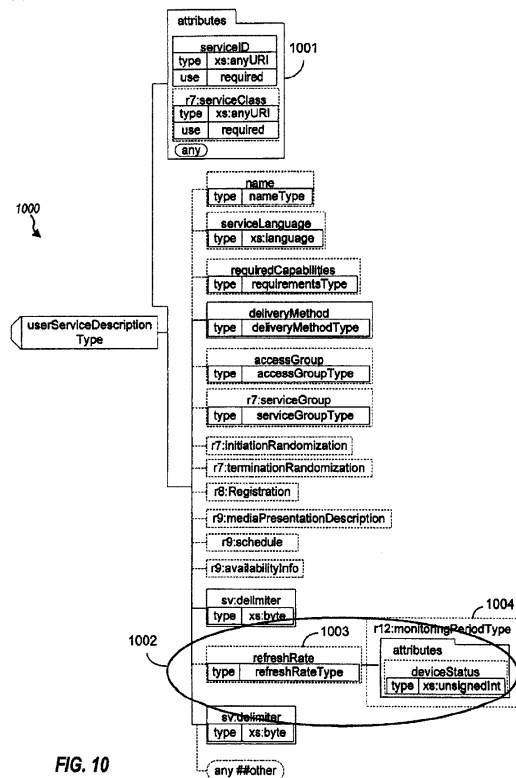 attributes
serviceID
type xs:anyURI
use required
r7:serviceClass
type xs:anyURI
use required
any
1001
1000
name
type nameType
serviceLanguage
type xs:language
requiredCapabilities
type requirementsType
deliveryMethod
type deliveryMethodType
userServiceDescription
Type
accessGroup
type accessGroupType
r7:serviceGroup
type serviceGroupType
r7:initiationRandomization
r7:terminationRandomization
r8:Registration
r9:mediaPresentationDescription
r9:schedule
r9:availabilityInfo
sv:delimiter
type xs:byte
1002
1003
refreshRate
type refreshRateType
1004
r12:monitoringPeriodType
attributes
deviceStatus
type xs:unsignedInt
sv:delimiter
type xs:byte
any ##other
FIG. 10